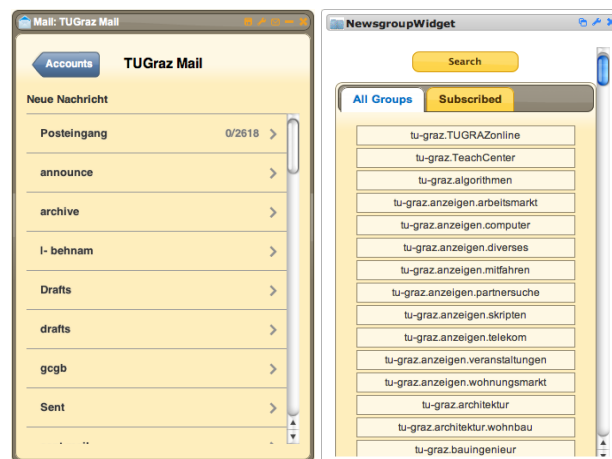 Mail: TUGraz Mail
Accounts
TUGraz Mail
Neue Nachricht
Posteingang 0/2618
announce
archive
l- behnam
Drafts
drafts
gcgb
Sent
NewsgroupWidget
Search
All Groups Subscribed
tu-graz.TUGRAZonline
tu-graz.TeachCenter
tu-graz.algorithmen
tu-graz.anzeigen.arbeitsmarkt
tu-graz.anzeigen.computer
tu-graz.anzeigen.diverses
tu-graz.anzeigen.mitfahren
tu-graz.anzeigen.partnersuche
tu-graz.anzeigen.skripten
tu-graz.anzeigen.telekom
tu-graz.anzeigen.veranstaltungen
tu-graz.anzeigen.wohnungsmarkt
tu-graz.architektur
tu-graz.architektur.wohnbau
tu-graz.bauingenieur